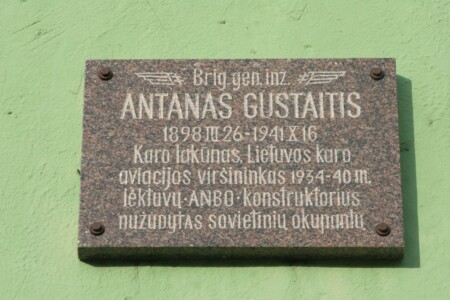 Brig. gen. inž.
ANTANAS GUSTAITIS
1898 III 26-1941 X 16
Karo lakūnas, Lietuvos karo
aviacijos viršininkas 1934-40 m.
lėktuvų · ANBO · konstruktorius
nužudytas sovietinių okupantų